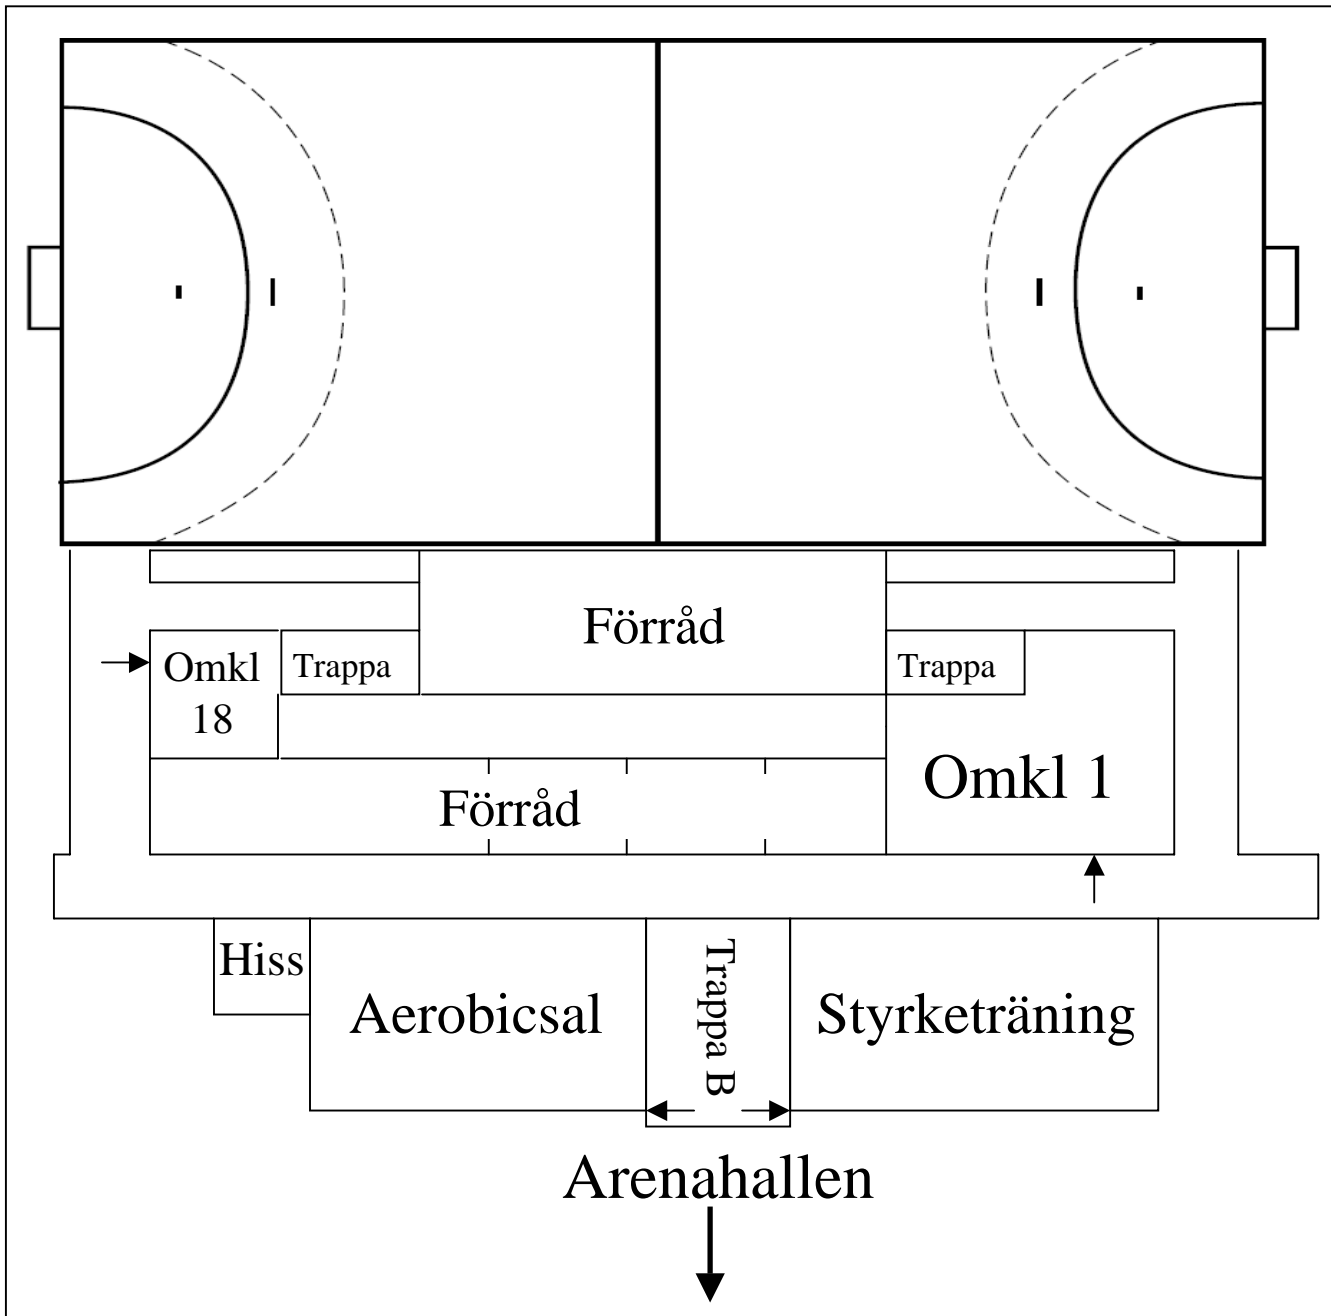 Förråd
Omkl
18
Trappa
Trappa
Omkl 1
Förråd
Hiss
Aerobicsal
Trappa B
Styrketräning
Arenahallen